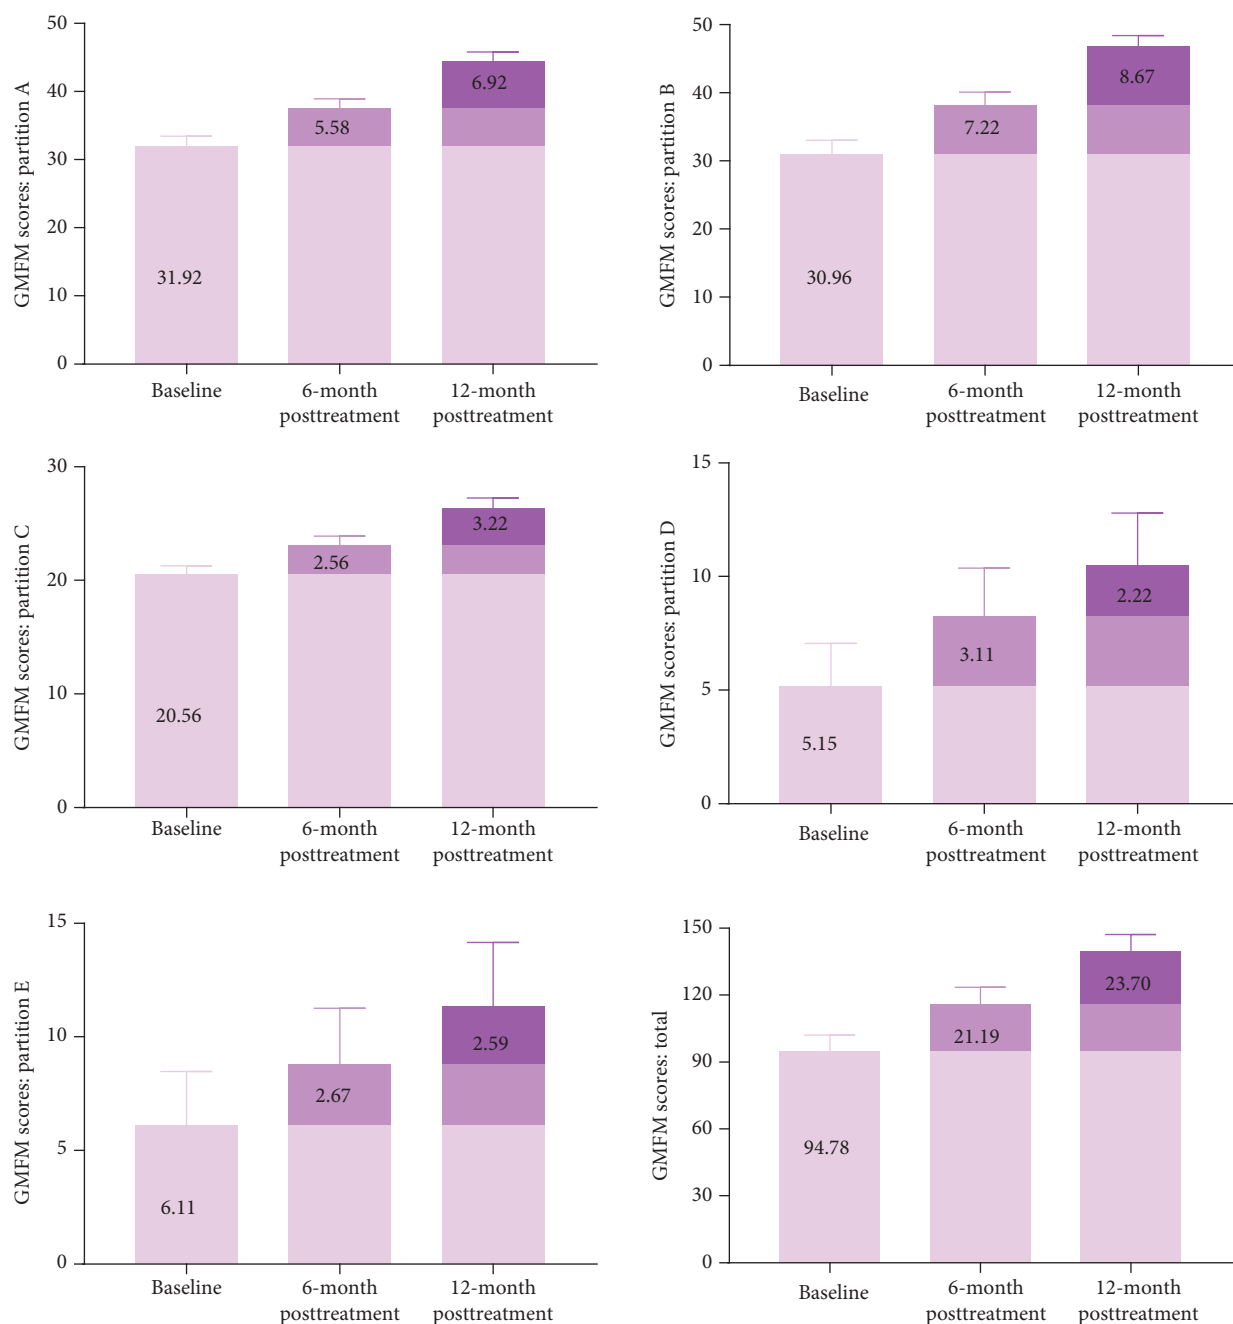 GMFM scores: partition A
50
40
30
20
10
0
31.92
5.58
6.92
Baseline
6-month
posttreatment
12-month
posttreatment
GMFM scores: partition B
50
40
30
20
10
0
30.96
7.22
8.67
Baseline
6-month
posttreatment
12-month
posttreatment
GMFM scores: partition C
30
20
10
0
20.56
2.56
3.22
Baseline
6-month
posttreatment
12-month
posttreatment
GMFM scores: partition D
15
10
5
0
5.15
3.11
2.22
Baseline
6-month
posttreatment
12-month
posttreatment
GMFM scores: partition E
15
10
5
0
6.11
2.67
2.59
Baseline
6-month
posttreatment
12-month
posttreatment
GMFM scores: total
150
120
90
60
30
0
94.78
21.19
23.70
Baseline
6-month
posttreatment
12-month
posttreatment